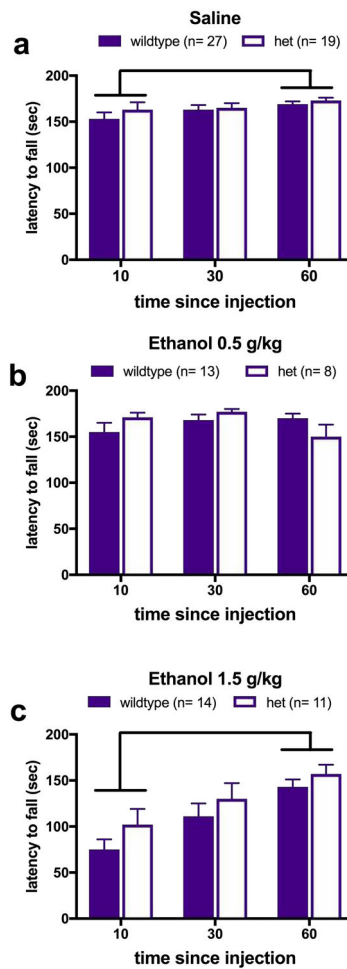 Saline
a
wildtype (n= 27) het (n= 19)
latency to fall (sec)
200
150
100
50
0
10 30 60
time since injection
Ethanol 0.5 g/kg
b
wildtype (n= 13) het (n= 8)
latency to fall (sec)
200
150
100
50
0
10 30 60
time since injection
Ethanol 1.5 g/kg
c
wildtype (n= 14) het (n= 11)
latency to fall (sec)
200
150
100
50
0
10 30 60
time since injection